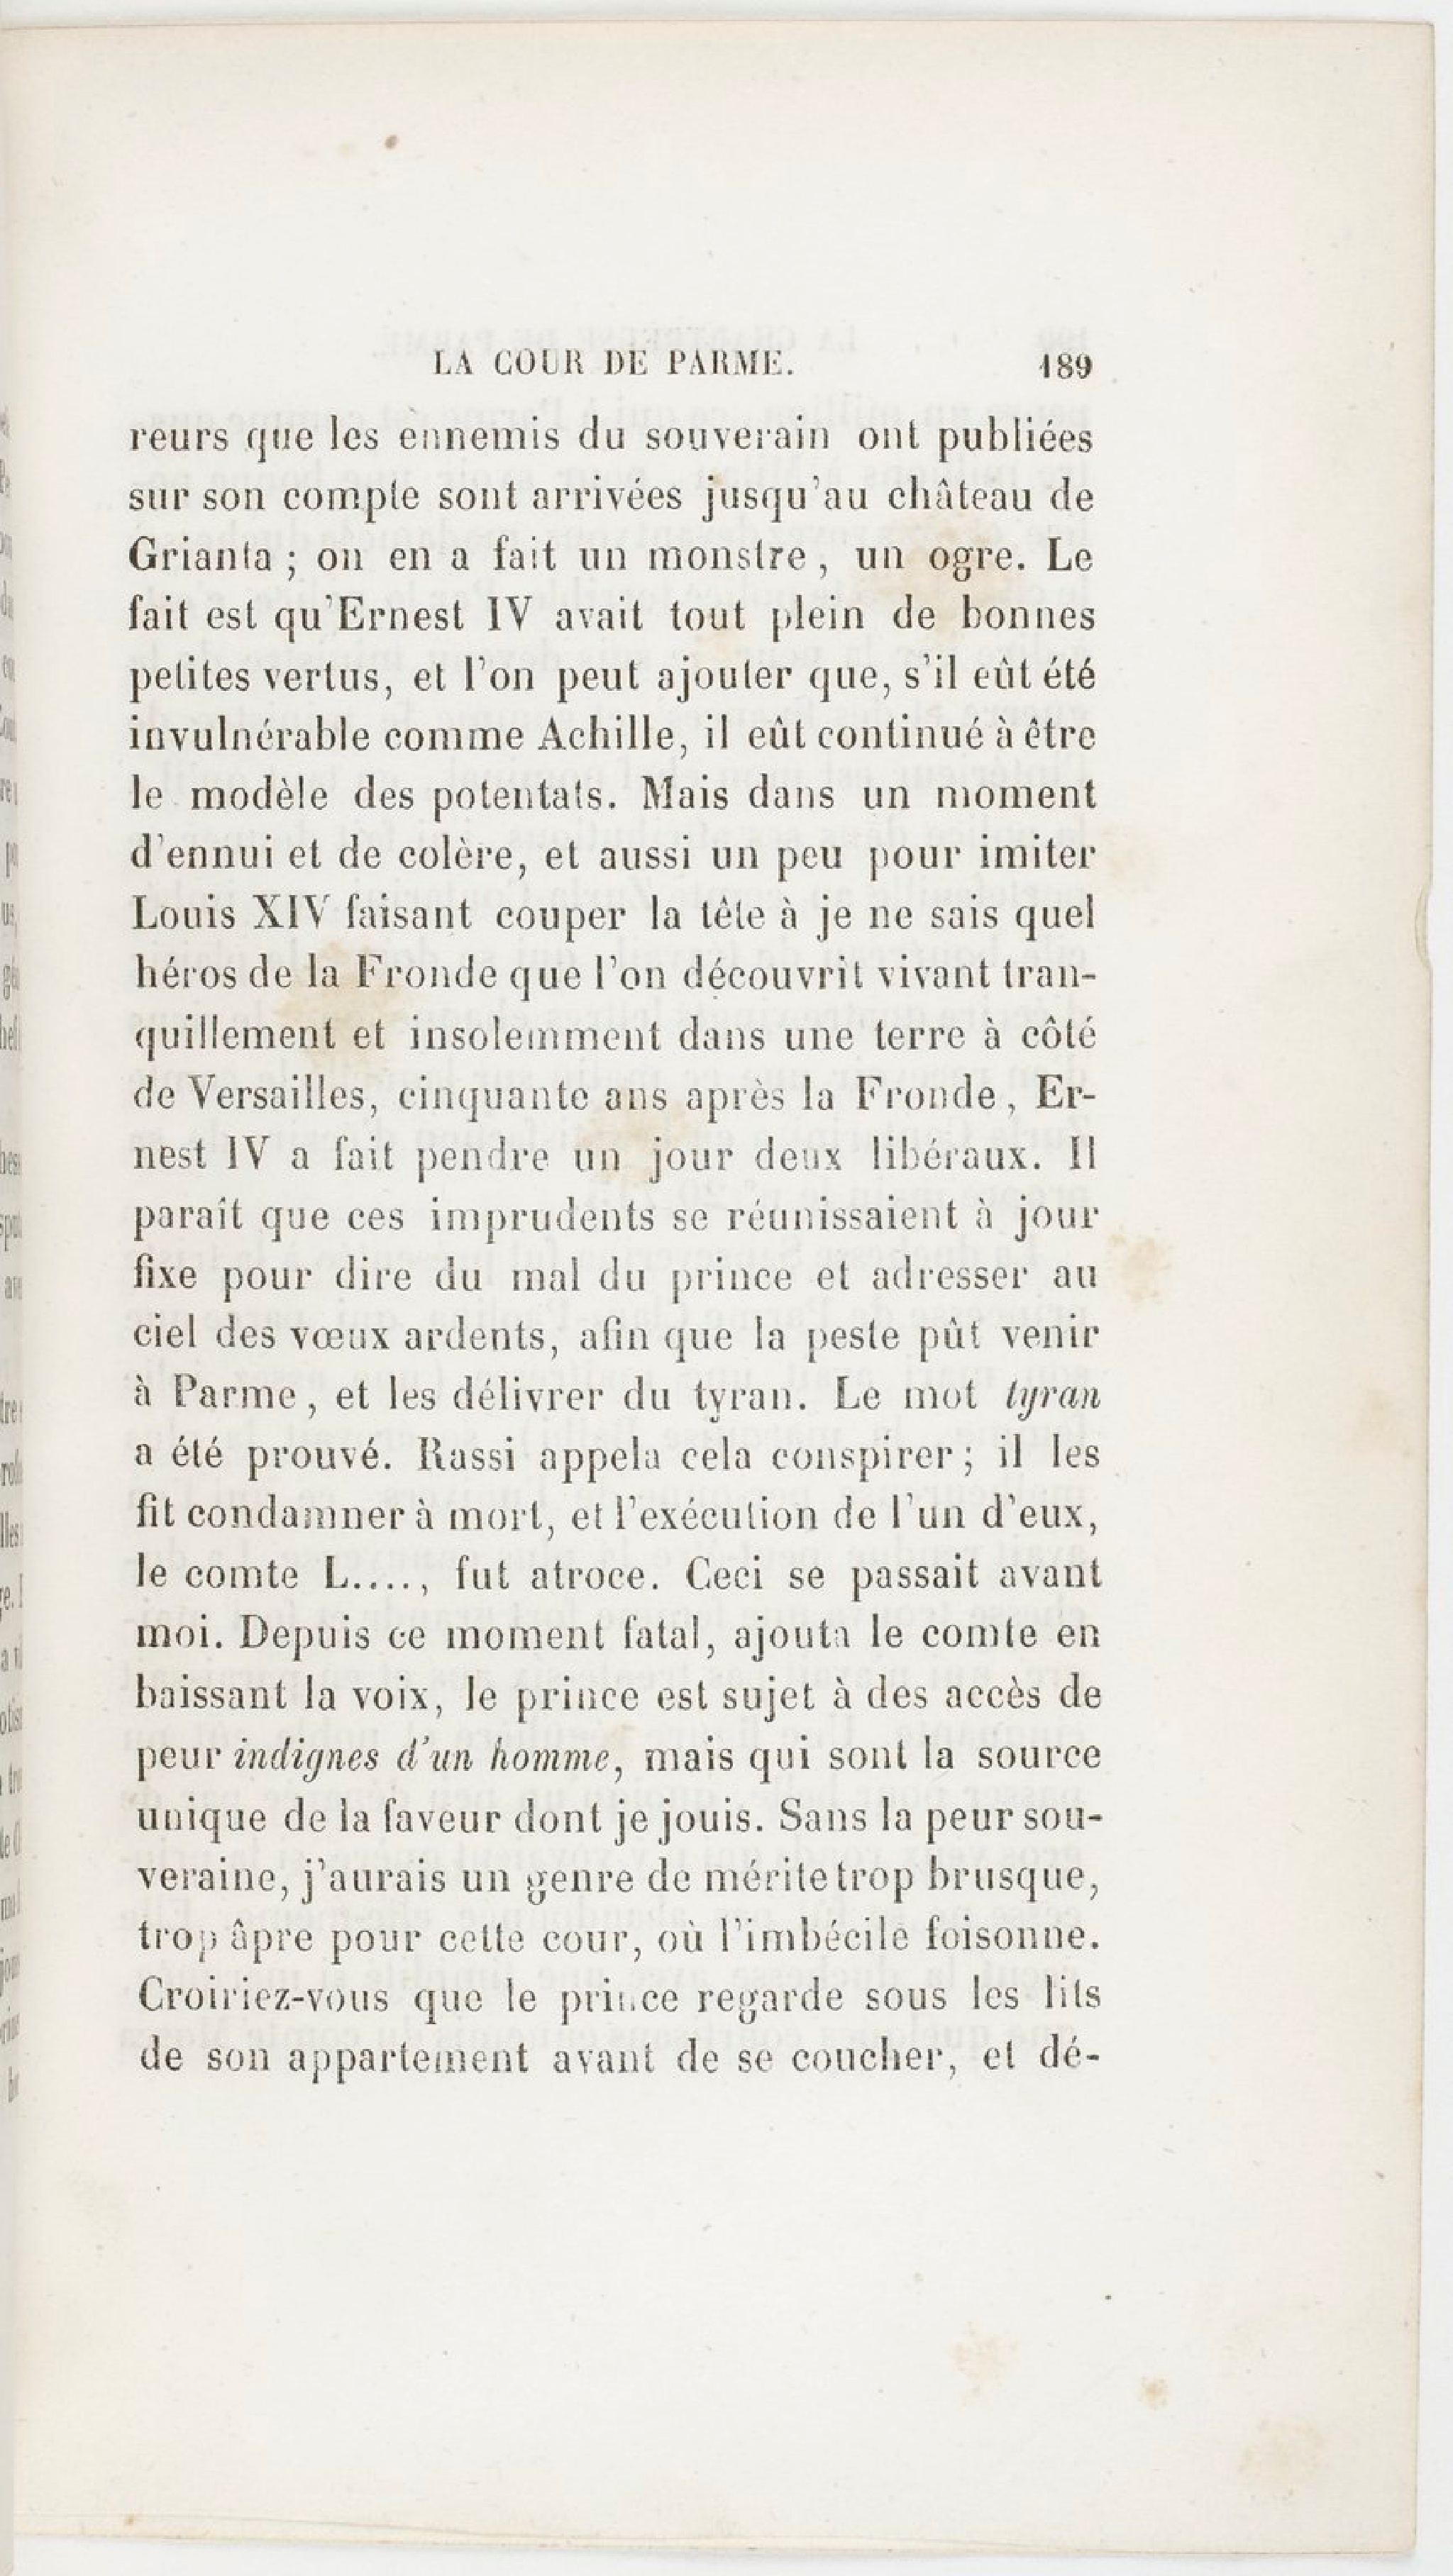 LA COUR DE PARME. 189
reurs que les ennemis du souverain ont publiées
sur son compte sont arrivées jusqu'au château de
Grianta ; on en a fait un monstre, un ogre. Le
fait est qu'Ernest IV avait tout plein de bonnes
petites vertus, et l'on peut ajouter que, s'il eût été
invulnérable comme Achille, il eût continué à être
le modèle des potentats. Mais dans un moment
d'ennui et de colère, et aussi un peu pour imiter
Louis XIV faisant couper la tête à je ne sais quel
héros de la Fronde que l'on découvrit vivant tran-
quillement et insolemment dans une terre à côté
de Versailles, cinquante ans après la Fronde, Er-
nest IV a fait pendre un jour deux libéraux. Il
paraît que ces imprudents se réunissaient à jour
fixe pour dire du mal du prince et adresser au
ciel des vœux ardents, afin que la peste pût venir
à Parme, et les délivrer du tyran. Le mot tyran
a été prouvé. Rassi appela cela conspirer; il les
fit condamner à mort, et l'exécution de l'un d'eux,
le comte L...., fut atroce. Ceci se passait avant
moi. Depuis ce moment fatal, ajouta le comte en
baissant la voix, le prince est sujet à des accès de
peur indignes d'un homme, mais qui sont la source
unique de la faveur dont je jouis. Sans la peur sou-
veraine, j'aurais un genre de mérite trop brusque,
trop âpre pour cette cour, où l'imbécile foisonne.
Croiriez-vous que le prince regarde sous les lits
de son appartement avant de se coucher, et dé-